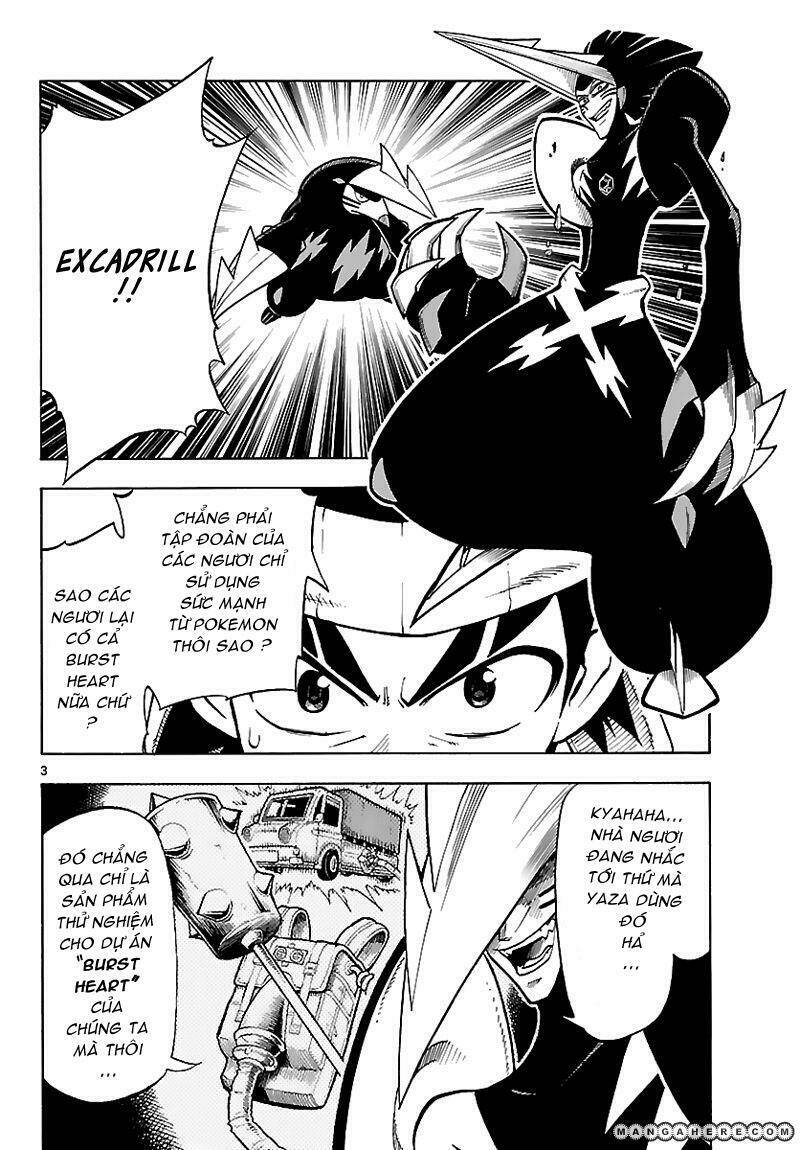 EXCADRILL
!!
CHẲNG PHẢI
TẬP ĐOÀN CỦA
CÁC NGƯƠI CHỈ
SỬ DỤNG
SỨC MẠNH
TỪ POKEMON
THÔI SAO ?
SAO CÁC
NGƯƠI LẠI
CÓ CẢ
BURST
HEART
NỮA CHỨ
?
3
KYAHAHA...
NHÀ NGƯƠI
ĐANG NHẮC
TỚI THỨ MÀ
YAZA DÙNG
ĐÓ
HẢ
...
ĐÓ CHẲNG
QUA CHỈ LÀ
SẢN PHẨM
THỬ NGHIỆM
CHO DỰ ÁN
"BURST
HEART"
CỦA
CHÚNG TA
MÀ THÔI
...
MANGAHERE.COM